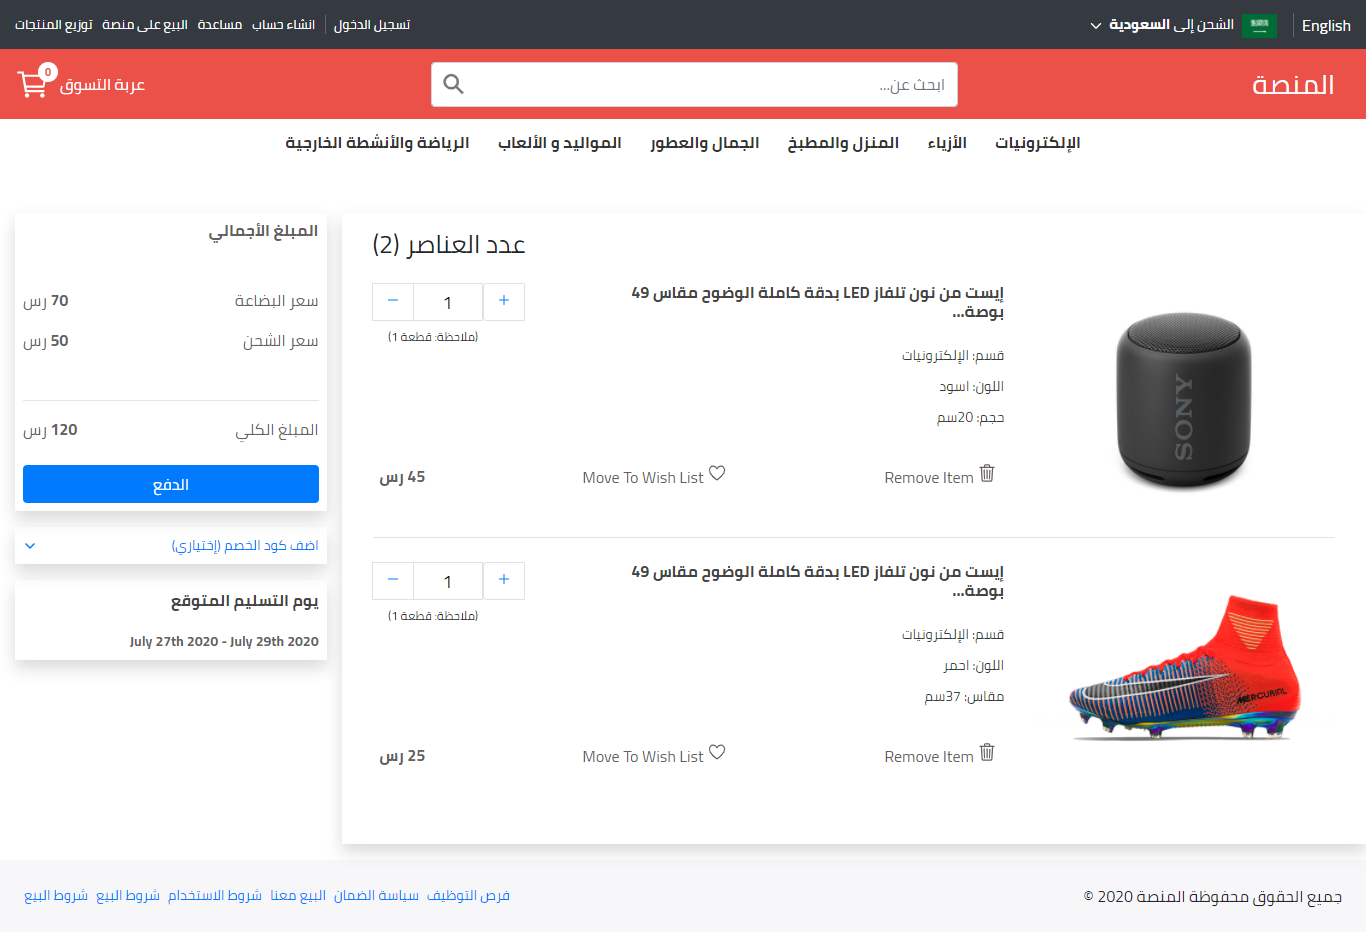 English
الشحن إلى السعودية
تسجيل الدخول
انشاء حساب
مساعدة
البيع على منصة
توزيع المنتجات
المنصة
ابحث عن...
عربة التسوق
0
الإلكترونيات
الأزياء
المنزل والمطبخ
الجمال والعطور
المواليد و الألعاب
الرياضة والأنشطة الخارجية
عدد العناصر (2)
SONY
إيست من نون تلفاز LED بدقة كاملة الوضوح مقاس 49
بوصة...
+ 1 −
(ملاحظة: قطعة 1)
قسم: الإلكترونيات
اللون: اسود
حجم: 20سم
Remove Item
Move To Wish List
45 رس
MERCURIAL
إيست من نون تلفاز LED بدقة كاملة الوضوح مقاس 49
بوصة...
+ 1 −
(ملاحظة: قطعة 1)
قسم: الإلكترونيات
اللون: احمر
مقاس: 37سم
Remove Item
Move To Wish List
25 رس
المبلغ الأجمالي
سعر البضاعة 70 رس
سعر الشحن 50 رس
المبلغ الكلي 120 رس
الدفع
اضف كود الخصم (إختياري)
يوم التسليم المتوقع
July 27th 2020 - July 29th 2020
جميع الحقوق محفوظة المنصة 2020 ©
فرص التوظيف
سياسة الضمان
البيع معنا
شروط الاستخدام
شروط البيع
شروط البيع